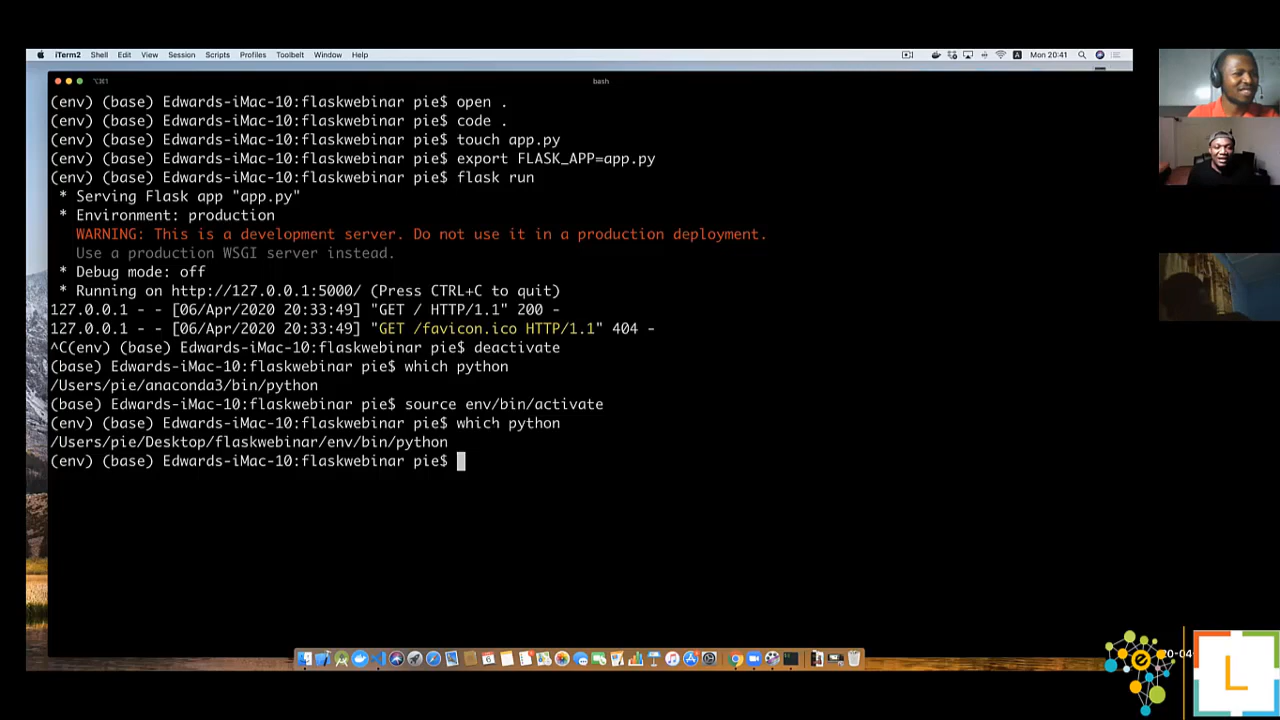 iTerm2 Shell Edit View Session Scripts Profiles Toolbelt Window Help A Mon 20:41
⌥⌘1 bash
(env) (base) Edwards-iMac-10:flaskwebinar pie$ open .
(env) (base) Edwards-iMac-10:flaskwebinar pie$ code .
(env) (base) Edwards-iMac-10:flaskwebinar pie$ touch app.py
(env) (base) Edwards-iMac-10:flaskwebinar pie$ export FLASK_APP=app.py
(env) (base) Edwards-iMac-10:flaskwebinar pie$ flask run
* Serving Flask app "app.py"
* Environment: production
WARNING: This is a development server. Do not use it in a production deployment.
Use a production WSGI server instead.
* Debug mode: off
* Running on http://127.0.0.1:5000/ (Press CTRL+C to quit)
127.0.0.1 - - [06/Apr/2020 20:33:49] "GET / HTTP/1.1" 200 -
127.0.0.1 - - [06/Apr/2020 20:33:49] "GET /favicon.ico HTTP/1.1" 404 -
^C(env) (base) Edwards-iMac-10:flaskwebinar pie$ deactivate
(base) Edwards-iMac-10:flaskwebinar pie$ which python
/Users/pie/anaconda3/bin/python
(base) Edwards-iMac-10:flaskwebinar pie$ source env/bin/activate
(env) (base) Edwards-iMac-10:flaskwebinar pie$ which python
/Users/pie/Desktop/flaskwebinar/env/bin/python
(env) (base) Edwards-iMac-10:flaskwebinar pie$
L